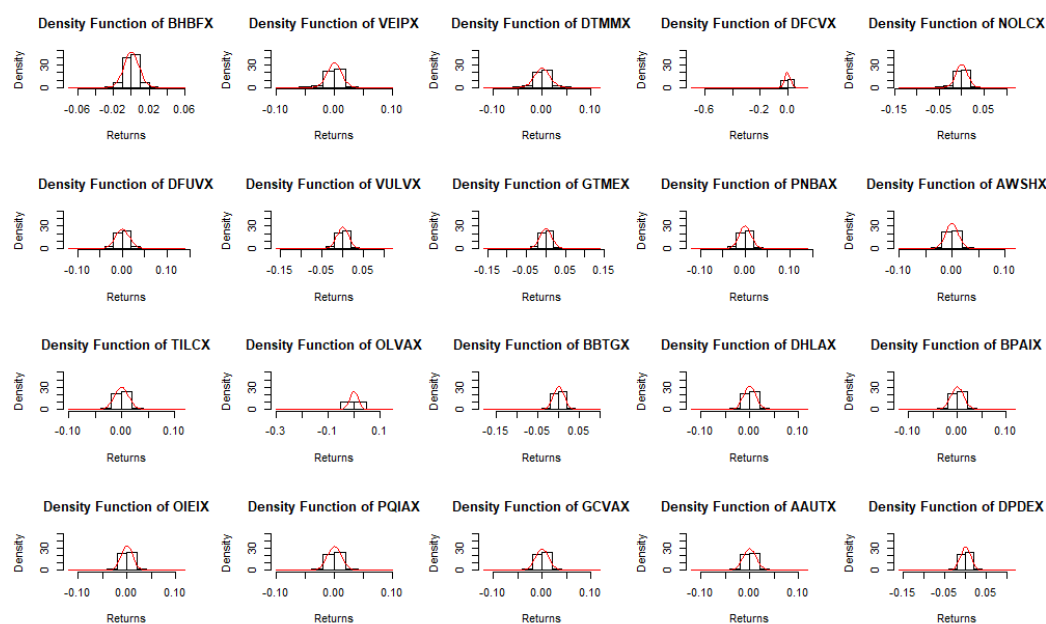 Density Function of BHBFX Density Function of VEIPX Density Function of DTMMX Density Function of DFCVX Density Function of NOLCX
Density Density Density Density Density
0 30 0 30 0 30 0 30 0 30
-0.06 -0.02 0.02 0.06 -0.10 0.00 0.10 -0.10 0.00 0.10 -0.6 -0.2 0.0 -0.15 -0.05 0.05
Returns Returns Returns Returns Returns
Density Function of DFUVX Density Function of VULVX Density Function of GTMEX Density Function of PNBAX Density Function of AWSHX
Density Density Density Density Density
0 30 0 30 0 30 0 30 0 30
-0.10 0.00 0.10 -0.15 -0.05 0.05 -0.15 -0.05 0.05 0.15 -0.10 0.00 0.10 -0.10 0.00 0.10
Returns Returns Returns Returns Returns
Density Function of TILCX Density Function of OLVAX Density Function of BBTGX Density Function of DHLAX Density Function of BPAIX
Density Density Density Density Density
0 30 0 30 0 30 0 30 0 30
-0.10 0.00 0.10 -0.3 -0.1 0.1 -0.15 -0.05 0.05 -0.10 0.00 0.10 -0.10 0.00 0.10
Returns Returns Returns Returns Returns
Density Function of OIEIX Density Function of PQIAX Density Function of GCVAX Density Function of AAUTX Density Function of DPDEX
Density Density Density Density Density
0 30 0 30 0 30 0 30 0 30
-0.10 0.00 0.10 -0.10 0.00 0.10 -0.10 0.00 0.10 -0.10 0.00 0.10 -0.15 -0.05 0.05
Returns Returns Returns Returns Returns